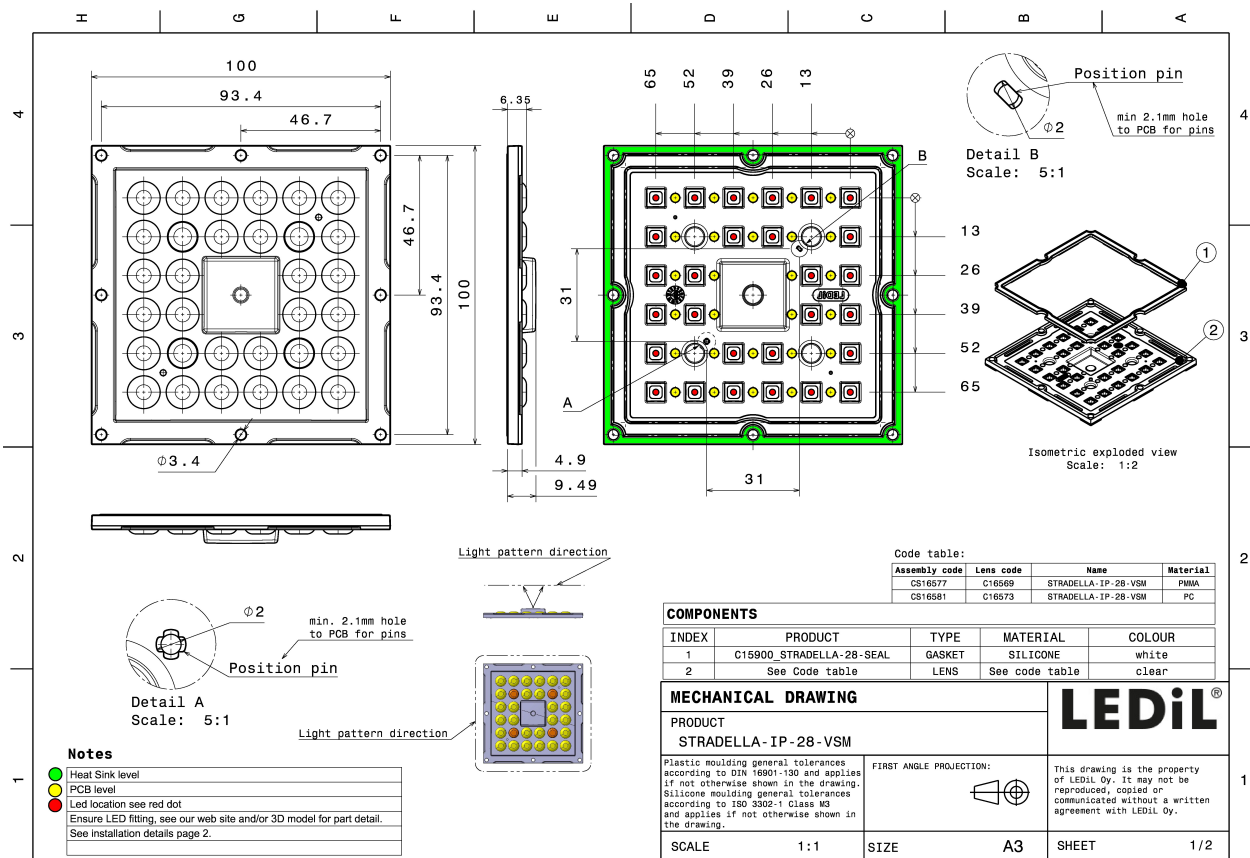 H G F E D C B A
4
3
2
1
4
3
2
1
100
93.4
46.7
46.7
93.4
100
Ø3.4
6.35
4.9
9.49
65 52 39 26 13
B
A
31
31
LEDiL
13
26
39
52
65
Position pin
Ø2
min 2.1mm hole
to PCB for pins
Detail B
Scale: 5:1
1
2
Isometric exploded view
Scale: 1:2
Ø2
min. 2.1mm hole
to PCB for pins
Position pin
Detail A
Scale: 5:1
Light pattern direction
Light pattern direction
Notes
Heat Sink level
PCB level
Led location see red dot
Ensure LED fitting, see our web site and/or 3D model for part detail.
See installation details page 2.
Code table:
Assembly code Lens code Name Material
CS16577 C16569 STRADELLA-IP-28-VSM PMMA
CS16581 C16573 STRADELLA-IP-28-VSM PC
COMPONENTS
INDEX PRODUCT TYPE MATERIAL COLOUR
1 C15900_STRADELLA-28-SEAL GASKET SILICONE white
2 See Code table LENS See code table clear
MECHANICAL DRAWING
PRODUCT
STRADELLA-IP-28-VSM
LEDiL®
Plastic moulding general tolerances
according to DIN 16901-130 and applies
if not otherwise shown in the drawing.
Silicone moulding general tolerances
according to ISO 3302-1 Class M3
and applies if not otherwise shown in
the drawing.
FIRST ANGLE PROJECTION:
This drawing is the property
of LEDiL Oy. It may not be
reproduced, copied or
communicated without a written
agreement with LEDiL Oy.
SCALE 1:1
SIZE A3
SHEET 1/2